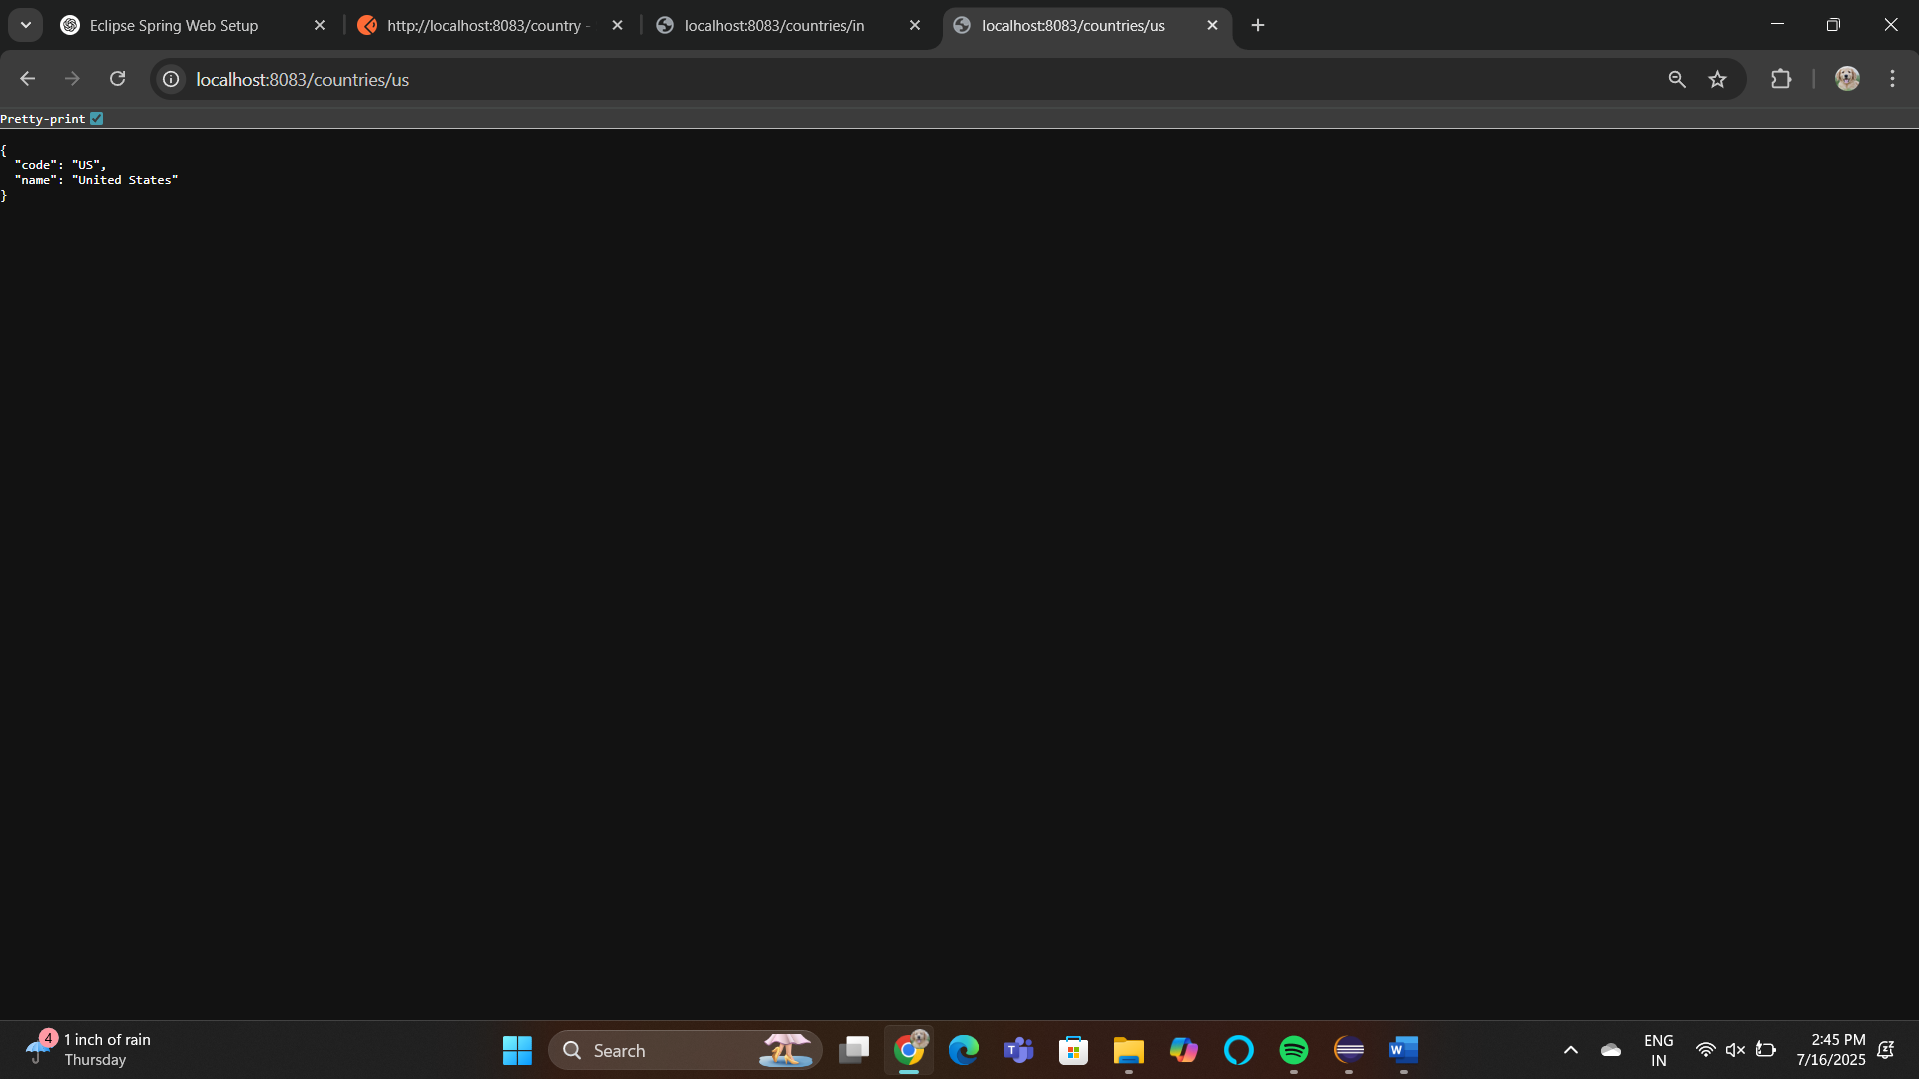 Eclipse Spring Web Setup
http://localhost:8083/country -
localhost:8083/countries/in
localhost:8083/countries/us
localhost:8083/countries/us
Pretty-print
{
  "code": "US",
  "name": "United States"
}
4
1 inch of rain
Thursday
Search
T
W
ENG
IN
2:45 PM
7/16/2025